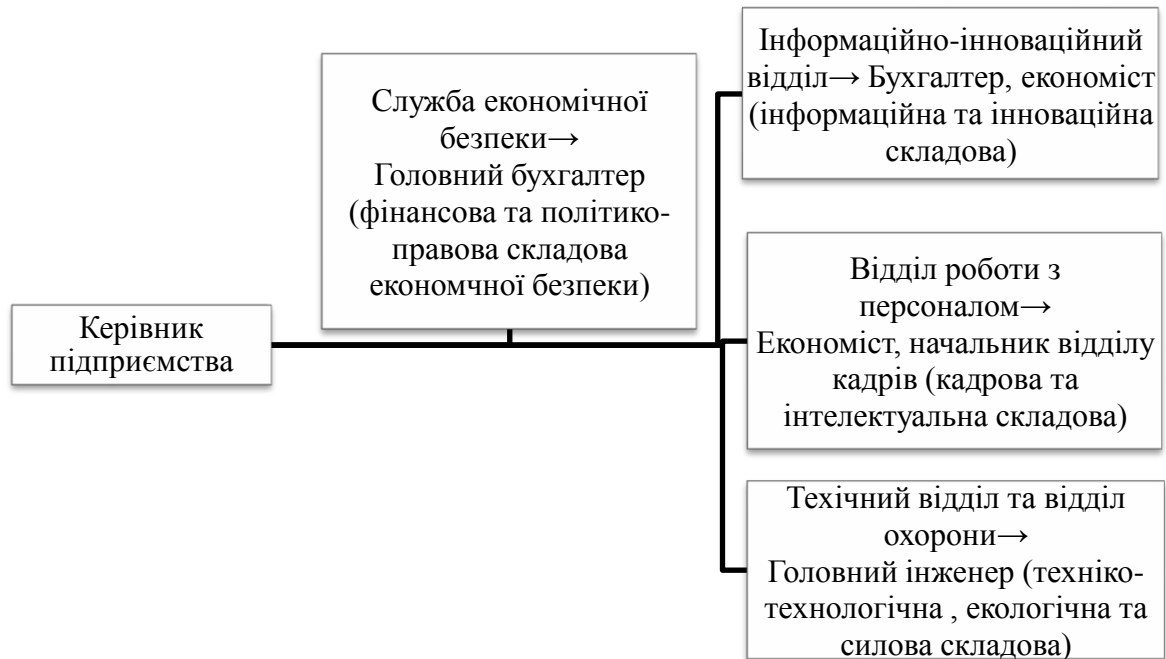 Керівник
підприємства
Служба економічної
безпеки→
Головний бухгалтер
(фінансова та політико-
правова складова
економчної безпеки)
Інформаційно-інноваційний
відділ→ Бухгалтер, економіст
(інформаційна та інноваційна
складова)
Відділ роботи з
персоналом→
Економіст, начальник відділу
кадрів (кадрова та
інтелектуальна складова)
Техічний відділ та відділ
охорони→
Головний інженер (техніко-
технологічна , екологічна та
силова складова)